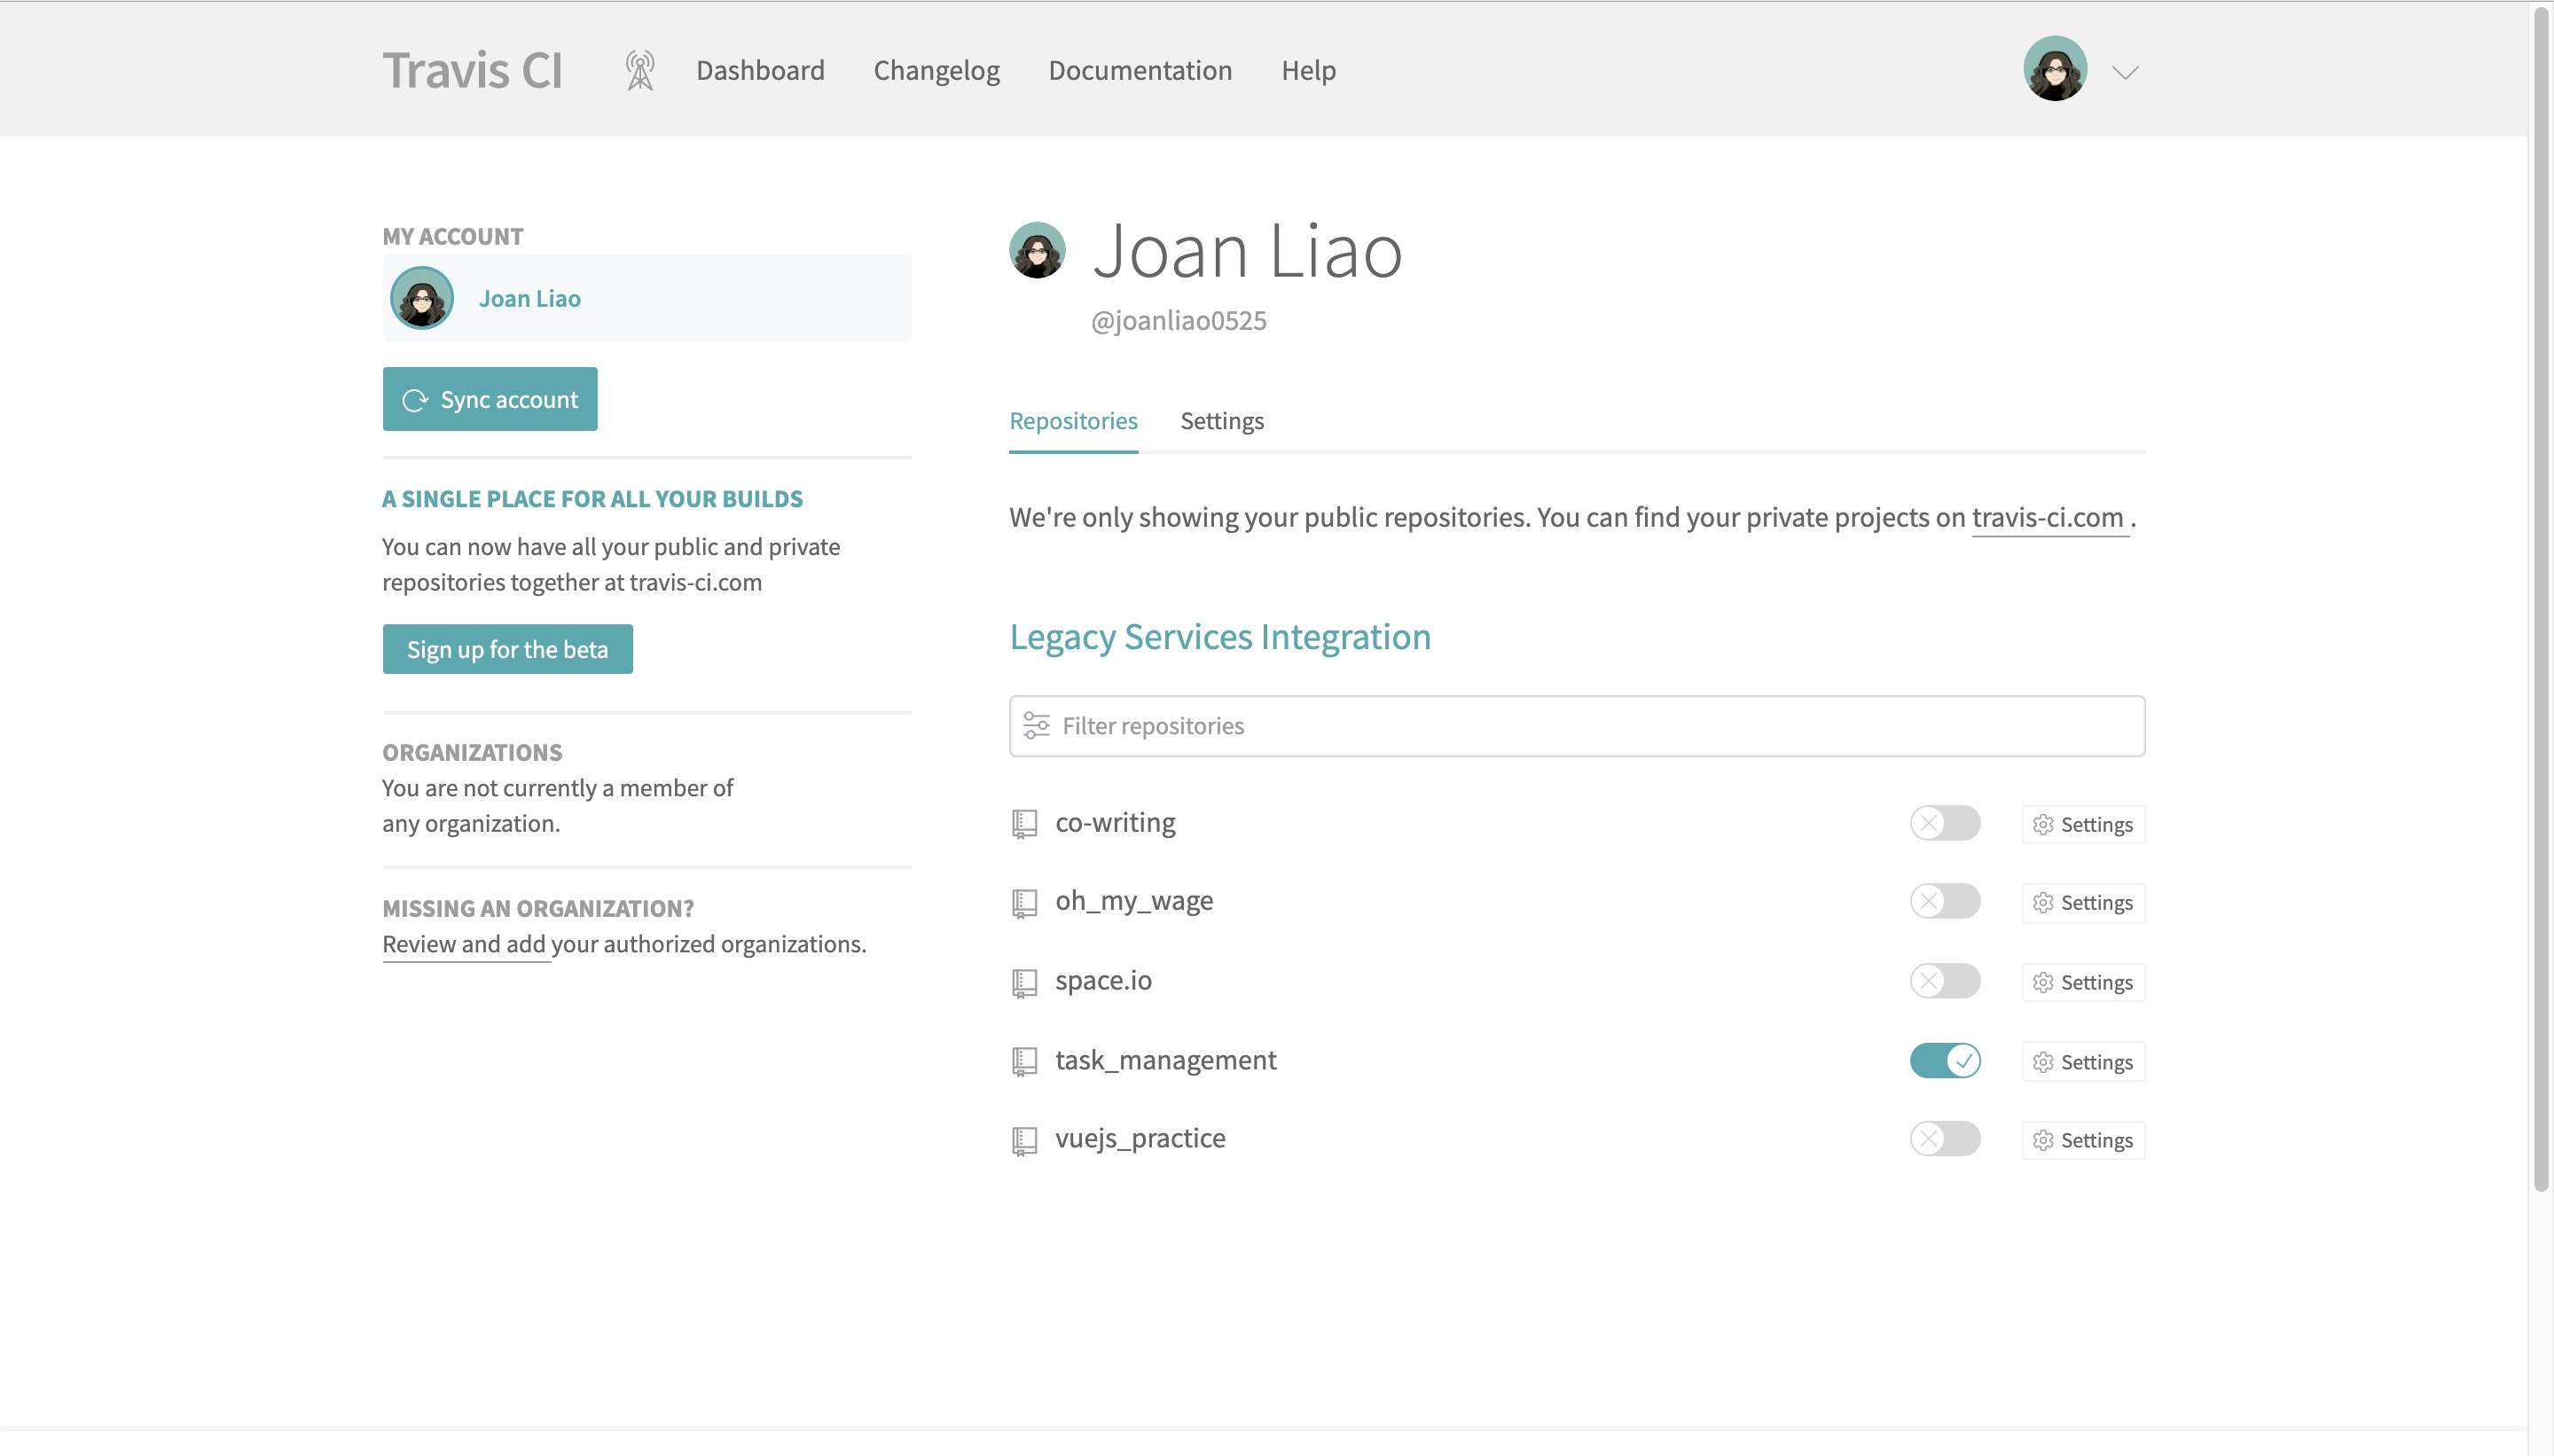 Travis CI
Dashboard
Changelog
Documentation
Help
MY ACCOUNT
Joan Liao
Sync account
A SINGLE PLACE FOR ALL YOUR BUILDS
You can now have all your public and private
repositories together at travis-ci.com
Sign up for the beta
ORGANIZATIONS
You are not currently a member of
any organization.
MISSING AN ORGANIZATION?
Review and add your authorized organizations.
Joan Liao
@joanliao0525
Repositories
Settings
We're only showing your public repositories. You can find your private projects on travis-ci.com .
Legacy Services Integration
Filter repositories
co-writing
Settings
oh_my_wage
Settings
space.io
Settings
task_management
Settings
vuejs_practice
Settings